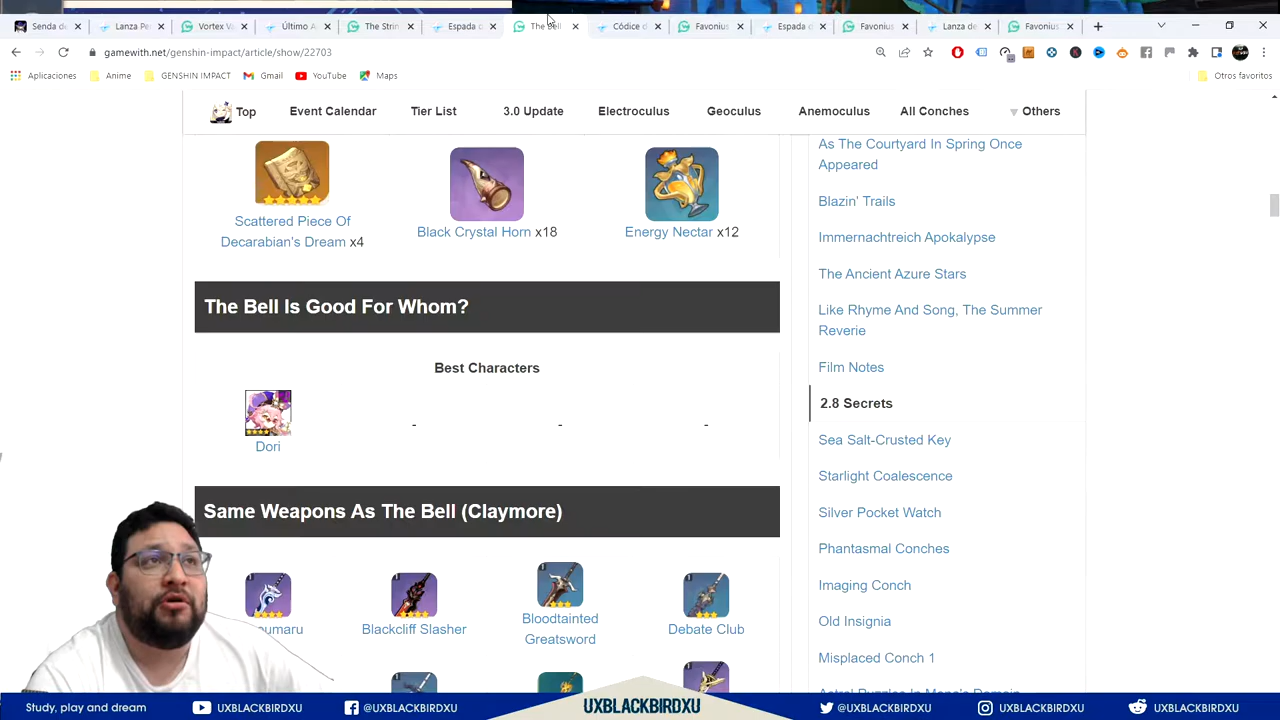 Senda de
Lanza Pe
Vortex Va
Último A
The Strin
Espada c
The Bell
Códice d
Favonius
Espada d
Favonius
Lanza de
Favonius
gamewith.net/genshin-impact/article/show/22703
Aplicaciones
Anime
GENSHIN IMPACT
Gmail
YouTube
Maps
Otros favoritos
Top
Event Calendar
Tier List
3.0 Update
Electroculus
Geoculus
Anemoculus
All Conches
Others
Scattered Piece Of
Decarabian's Dream x4
Black Crystal Horn x18
Energy Nectar x12
The Bell Is Good For Whom?
Best Characters
Dori
-
-
-
Same Weapons As The Bell (Claymore)
oumaru
Blackcliff Slasher
Bloodtainted
Greatsword
Debate Club
As The Courtyard In Spring Once
Appeared
Blazin' Trails
Immernachtreich Apokalypse
The Ancient Azure Stars
Like Rhyme And Song, The Summer
Reverie
Film Notes
2.8 Secrets
Sea Salt-Crusted Key
Starlight Coalescence
Silver Pocket Watch
Phantasmal Conches
Imaging Conch
Old Insignia
Misplaced Conch 1
Astral Puzzles In Mona's Domain
Study, play and dream
UXBLACKBIRDXU
@UXBLACKBIRDXU
UXBLACKBIRDXU
@UXBLACKBIRDXU
UXBLACKBIRDXU
UXBLACKBIRDXU